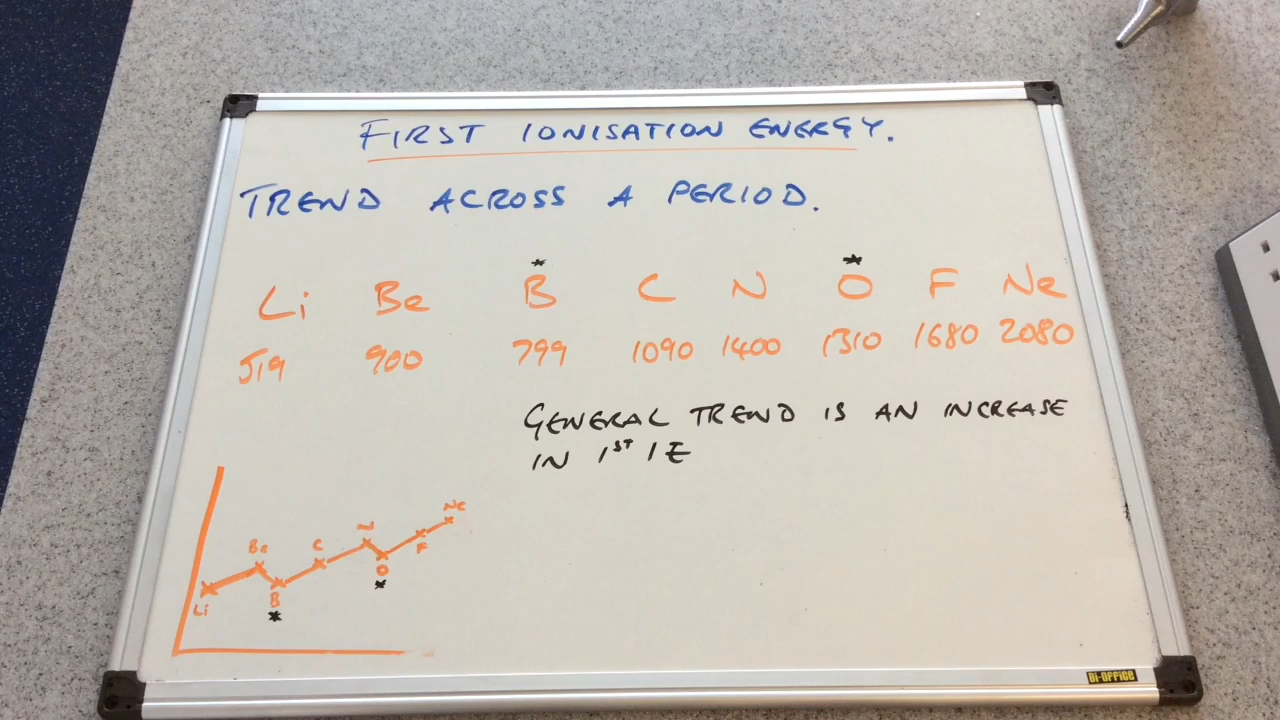 FIRST IONISATION ENERGY.
TREND ACROSS A PERIOD.
* *
Li Be B C N O F Ne
519 900 799 1090 1400 1310 1680 2080
GENERAL TREND IS AN INCREASE
IN 1ST IE
Ne
N
C
Be
F
O
B
Li
*
*
Bi-OFFiCE